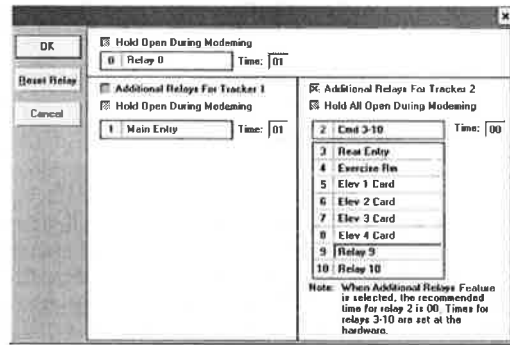 OK
Reset Relay
Cancel
Hold Open During Modeming
0 Relay 0 Time: 01
Additional Relays For Tracker 1
Hold Open During Modeming
1 Main Entry Time: 01
Additional Relays For Tracker 2
Hold All Open During Modeming
2 Cmd 3-10 Time: 00
3 Rear Entry
4 Exercise Rm
5 Elev 1 Card
6 Elev 2 Card
7 Elev 3 Card
8 Elev 4 Card
9 Relay 9
10 Relay 10
Note: When Additional Relays Feature
is selected, the recommended
time for relay 2 is 00. Times for
relays 3-10 are set at the
hardware.